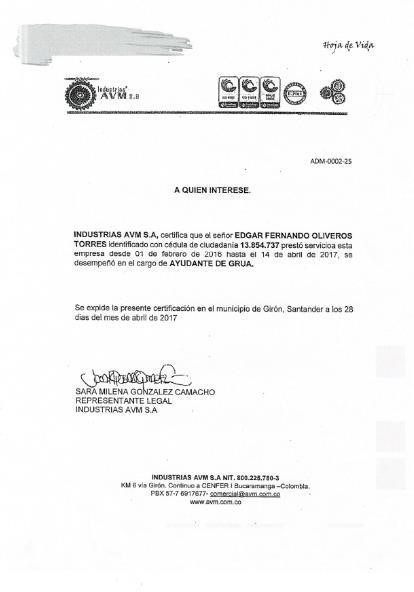 Hoja de Vida
Industrias
AVM S.A
ADM-0002-25
A QUIEN INTERESE.
INDUSTRIAS AVM S.A, certifica que el señor EDGAR FERNANDO OLIVEROS
TORRES identificado con cédula de ciudadanía 13.854.737 prestó servicioa esta
empresa desde 01 de febrero de 2016 hasta el 14 de abril de 2017, se
desempeñó en el cargo de AYUDANTE DE GRUA.
Se expide la presente certificación en el municipio de Girón, Santander a los 28
días del mes de abril de 2017
SARA MILENA GONZALEZ CAMACHO
REPRESENTANTE LEGAL
INDUSTRIAS AVM S.A
INDUSTRIAS AVM S.A NIT. 800.226.780-3
KM 6 vía Girón. Continuo a CENFER I Bucaramanga –Colombia.
PBX 57-7 6917677- comercial@avm.com.co
www.avm.com.co